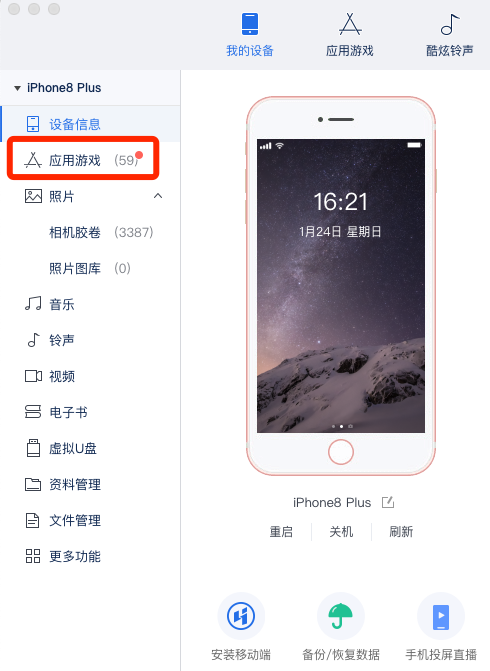 我的设备
应用游戏
酷炫铃声
iPhone8 Plus
设备信息
应用游戏 (59)
照片
相机胶卷 (3387)
照片图库 (0)
音乐
铃声
视频
电子书
虚拟U盘
资料管理
文件管理
更多功能
16:21
1月24日 星期日
iPhone8 Plus
重启
关机
刷新
安装移动端
备份/恢复数据
手机投屏直播